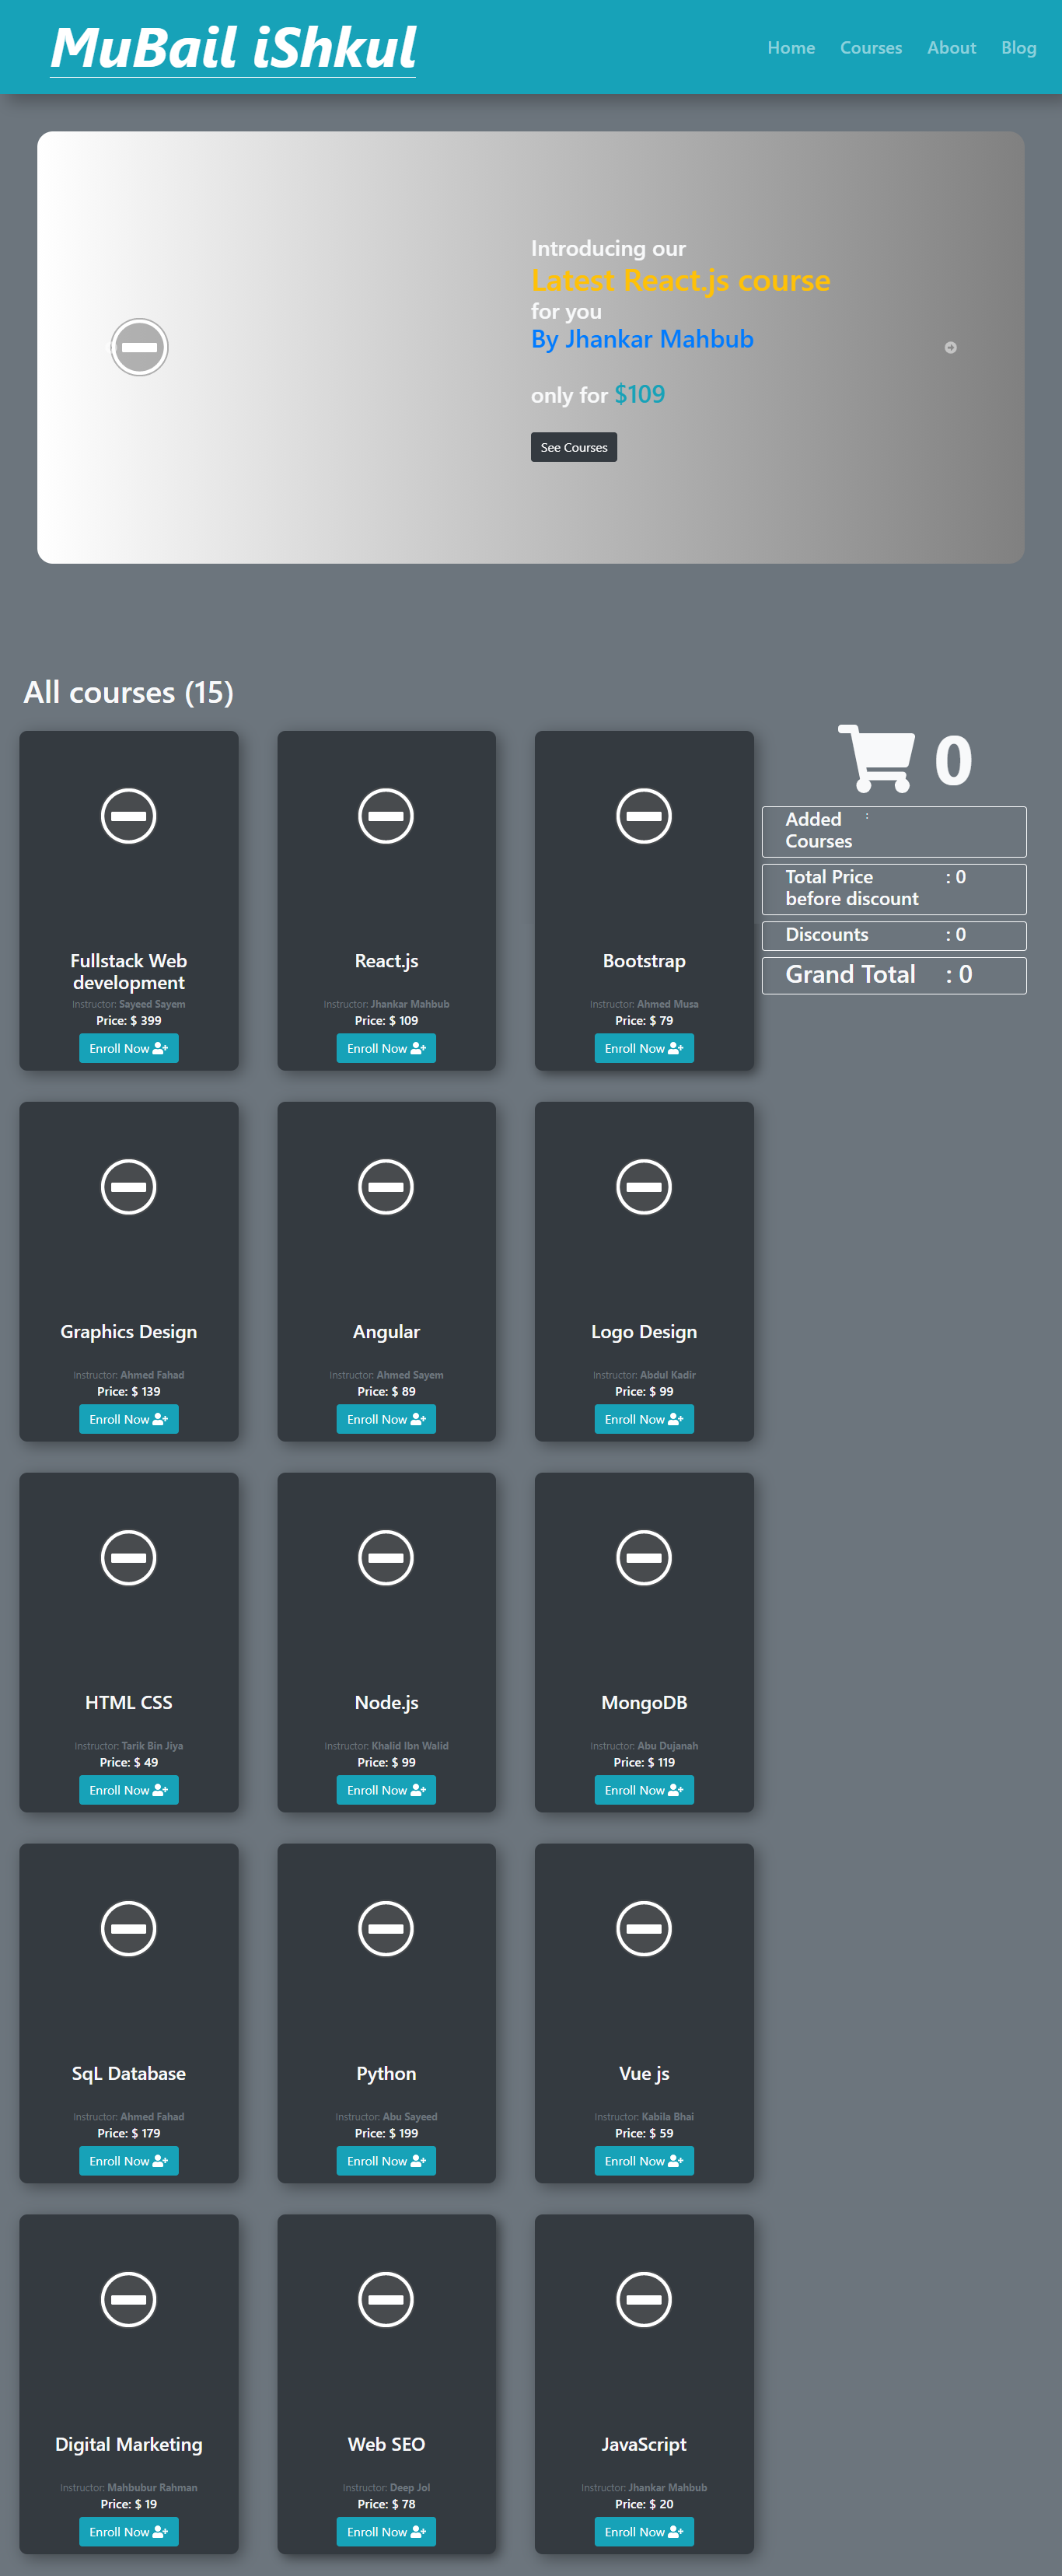 MuBail iShkul
Home Courses About Blog
Introducing our
Latest React.js course
for you
By Jhankar Mahbub
only for $109
See Courses
All courses (15)
0
Added :
Courses
Total Price : 0
before discount
Discounts : 0
Grand Total : 0
Fullstack Web
development
Instructor: Sayeed Sayem
Price: $ 399
Enroll Now
React.js
Instructor: Jhankar Mahbub
Price: $ 109
Enroll Now
Bootstrap
Instructor: Ahmed Musa
Price: $ 79
Enroll Now
Graphics Design
Instructor: Ahmed Fahad
Price: $ 139
Enroll Now
Angular
Instructor: Ahmed Sayem
Price: $ 89
Enroll Now
Logo Design
Instructor: Abdul Kadir
Price: $ 99
Enroll Now
HTML CSS
Instructor: Tarik Bin Jiya
Price: $ 49
Enroll Now
Node.js
Instructor: Khalid Ibn Walid
Price: $ 99
Enroll Now
MongoDB
Instructor: Abu Dujanah
Price: $ 119
Enroll Now
SqL Database
Instructor: Ahmed Fahad
Price: $ 179
Enroll Now
Python
Instructor: Abu Sayeed
Price: $ 199
Enroll Now
Vue js
Instructor: Kabila Bhai
Price: $ 59
Enroll Now
Digital Marketing
Instructor: Mahbubur Rahman
Price: $ 19
Enroll Now
Web SEO
Instructor: Deep Jol
Price: $ 78
Enroll Now
JavaScript
Instructor: Jhankar Mahbub
Price: $ 20
Enroll Now